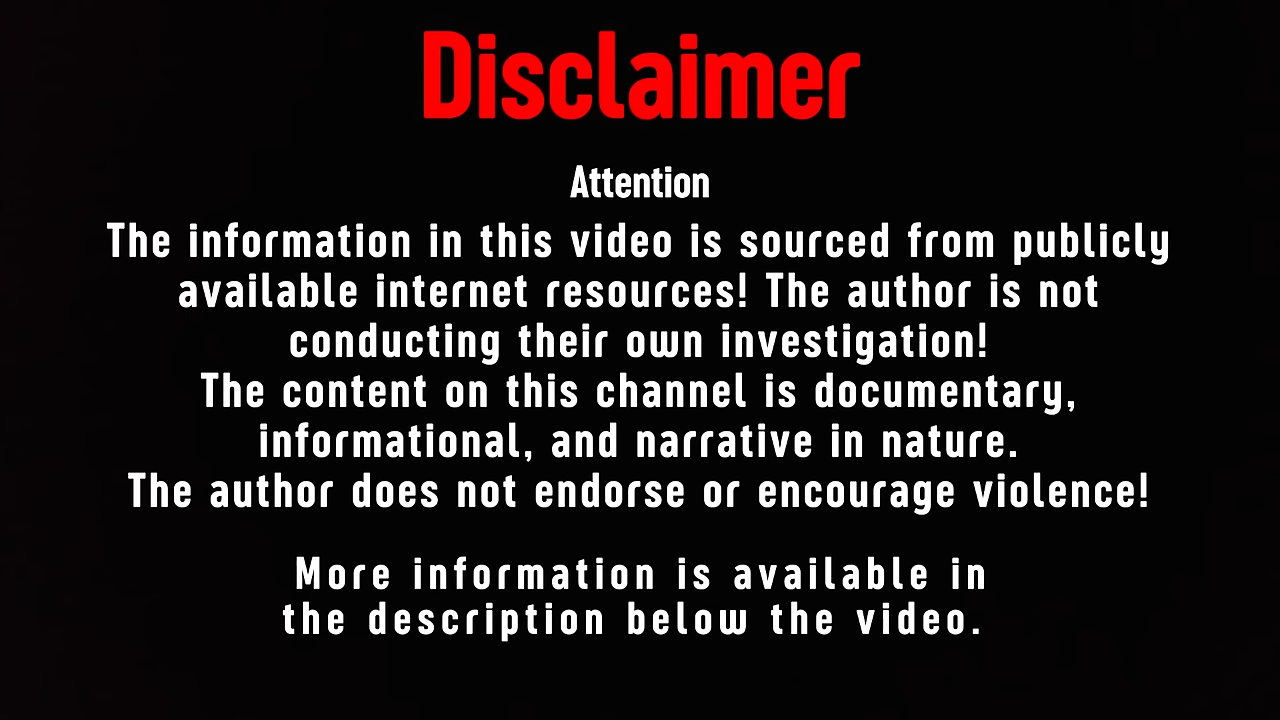 Disclaimer
Attention
The information in this video is sourced from publicly
available internet resources! The author is not
conducting their own investigation!
The content on this channel is documentary,
informational, and narrative in nature.
The author does not endorse or encourage violence!
More information is available in
the description below the video.